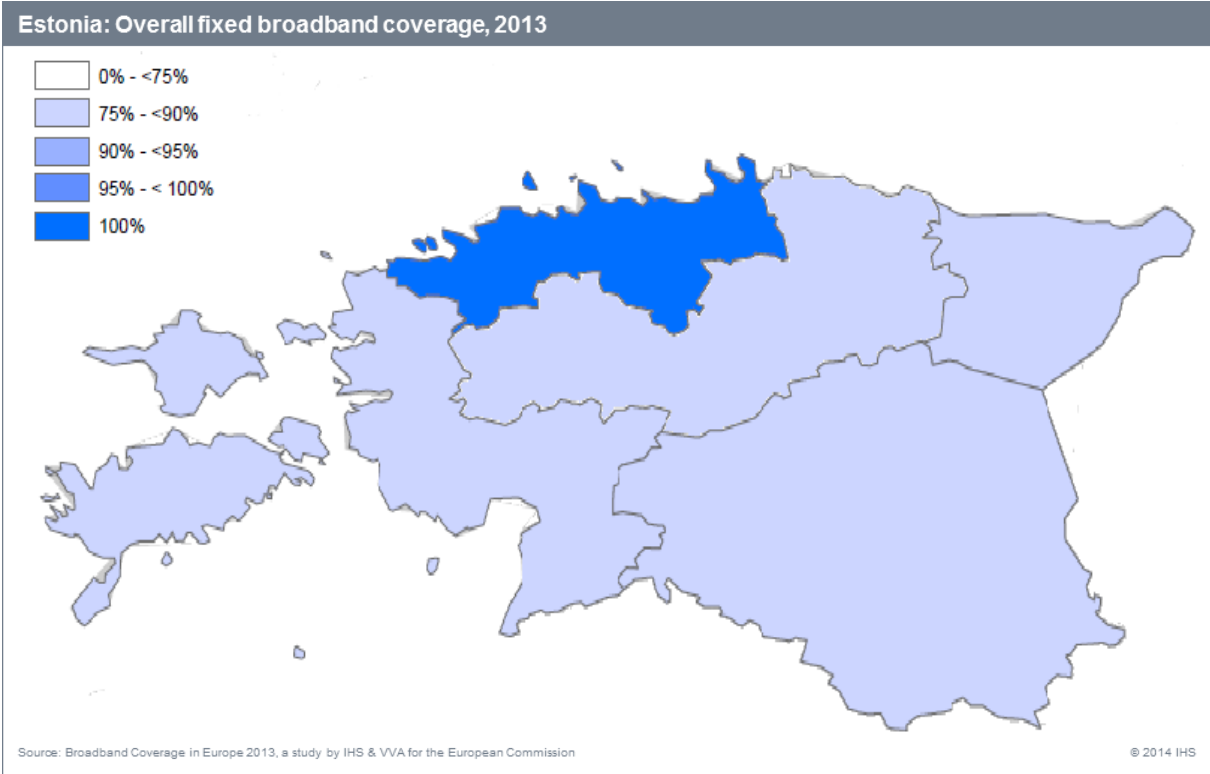 Estonia: Overall fixed broadband coverage, 2013
0% - <75%
75% - <90%
90% - <95%
95% - < 100%
100%
Source: Broadband Coverage in Europe 2013, a study by IHS & VVA for the European Commission
© 2014 IHS